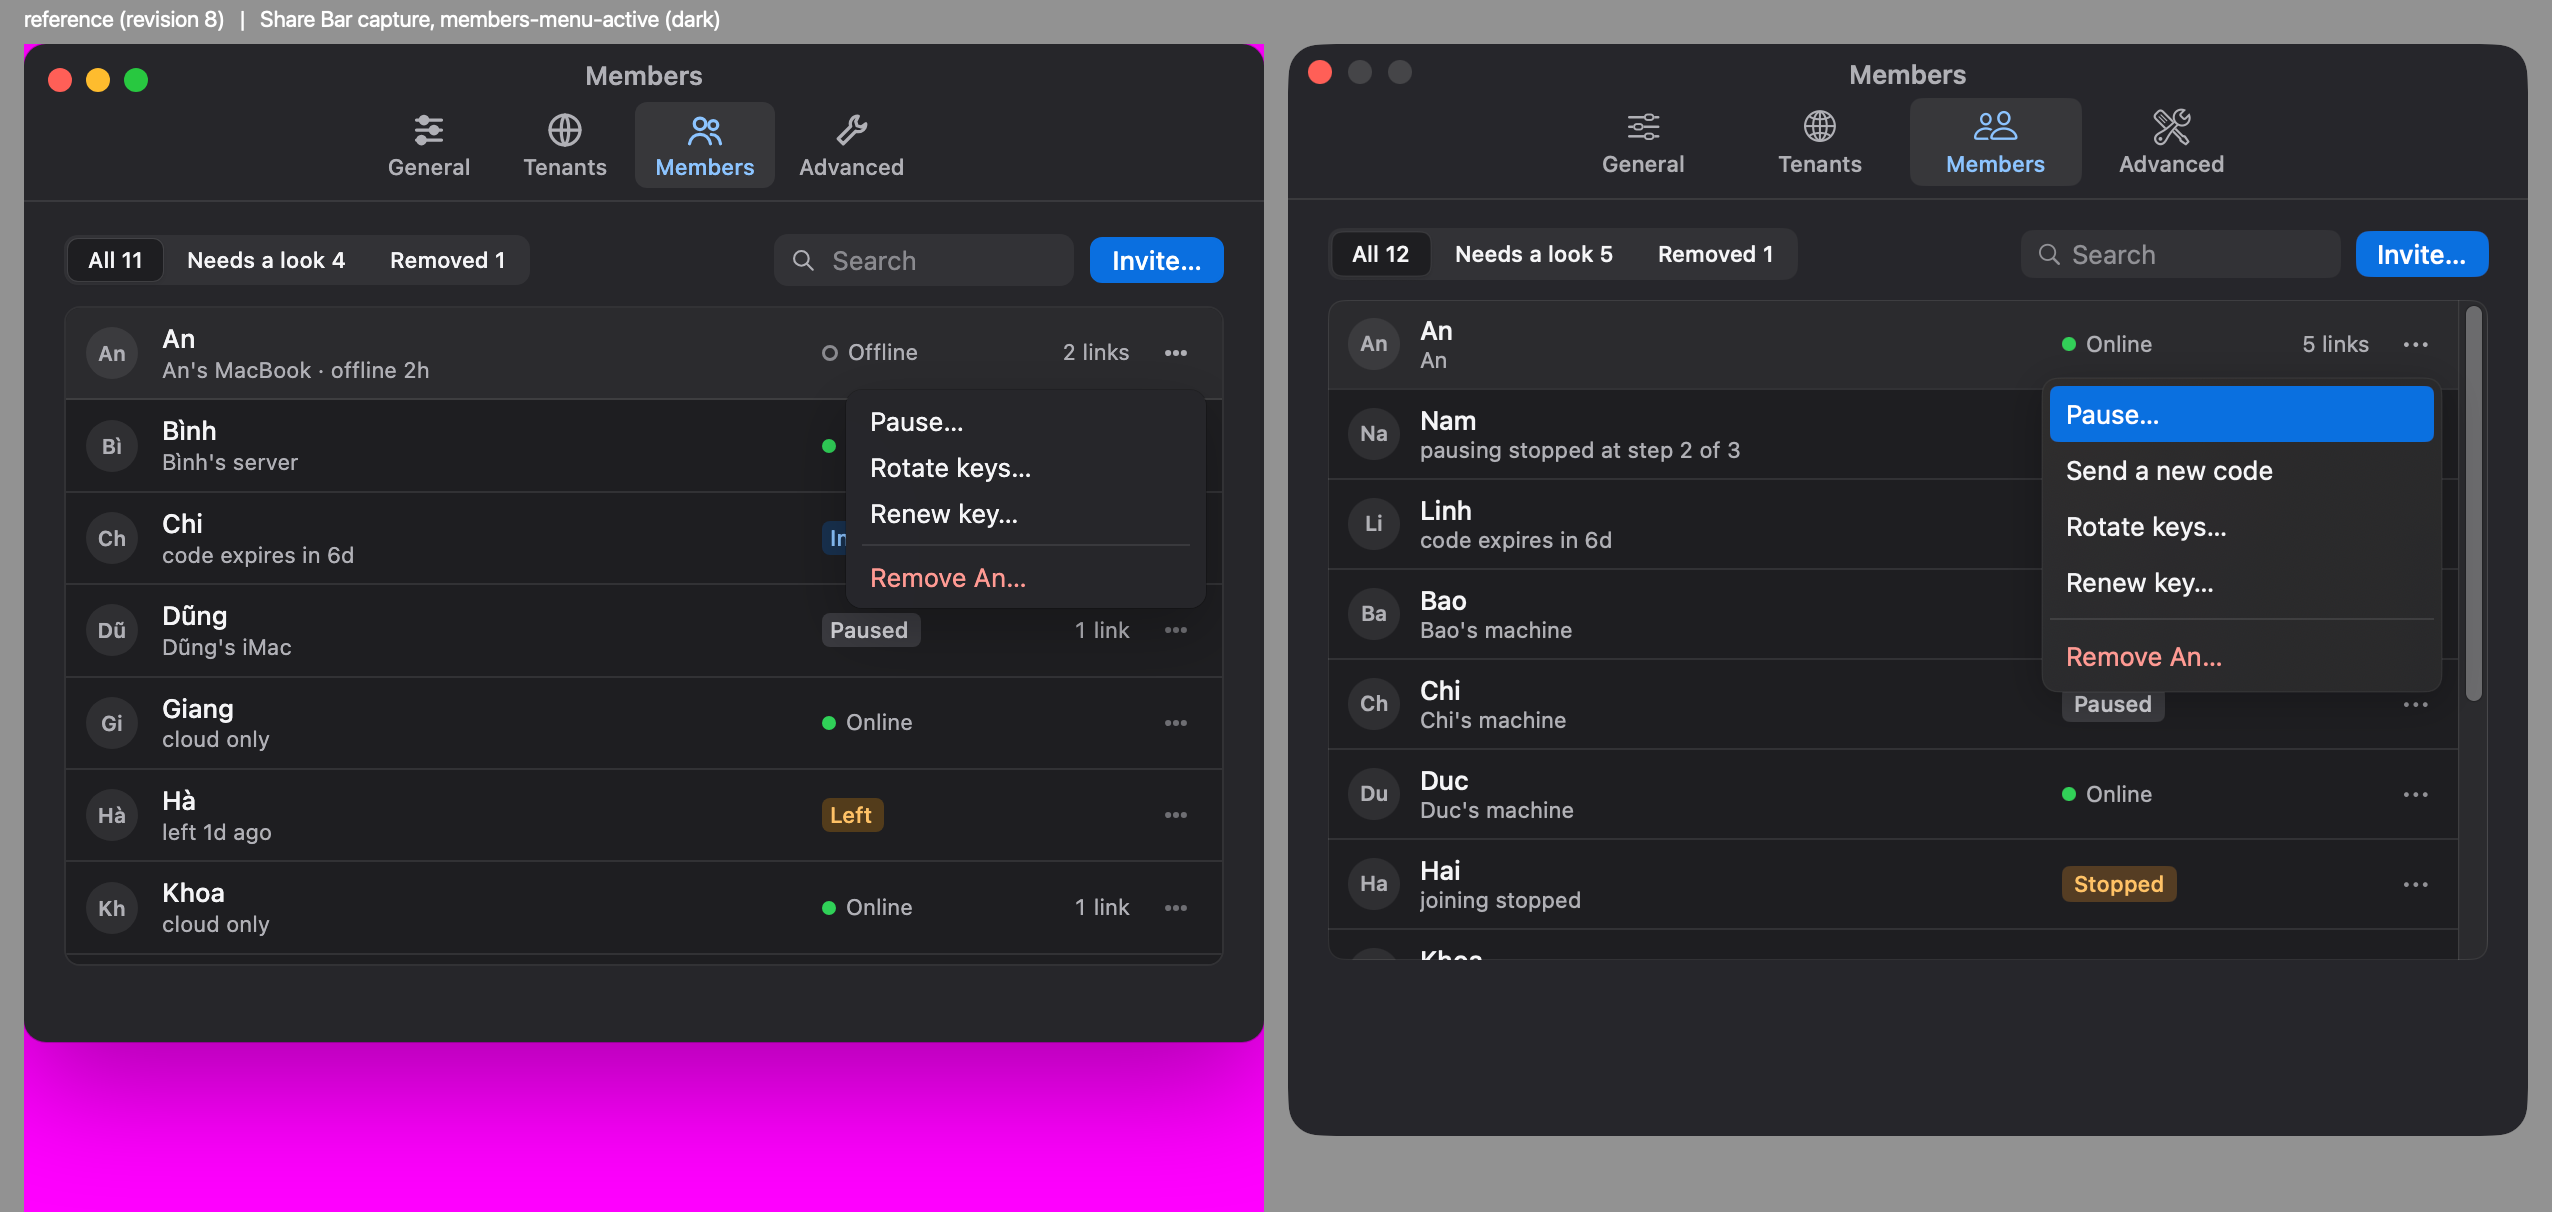 reference (revision 8) | Share Bar capture, members-menu-active (dark)
Members
General Tenants Members Advanced
All 11 Needs a look 4 Removed 1 Search Invite...
An An Offline 2 links
An's MacBook · offline 2h
Bì Bình
Bình's server
Ch Chi In
code expires in 6d
Pause...
Rotate keys...
Renew key...
Remove An...
Dũ Dũng Paused 1 link
Dũng's iMac
Gi Giang Online
cloud only
Hà Hà Left
left 1d ago
Kh Khoa Online 1 link
cloud only
Members
General Tenants Members Advanced
All 12 Needs a look 5 Removed 1 Search Invite...
An An Online 5 links
An
Na Nam
pausing stopped at step 2 of 3
Li Linh
code expires in 6d
Ba Bao
Bao's machine
Pause...
Send a new code
Rotate keys...
Renew key...
Remove An...
Ch Chi Paused
Chi's machine
Du Duc Online
Duc's machine
Ha Hai Stopped
joining stopped
Khoa